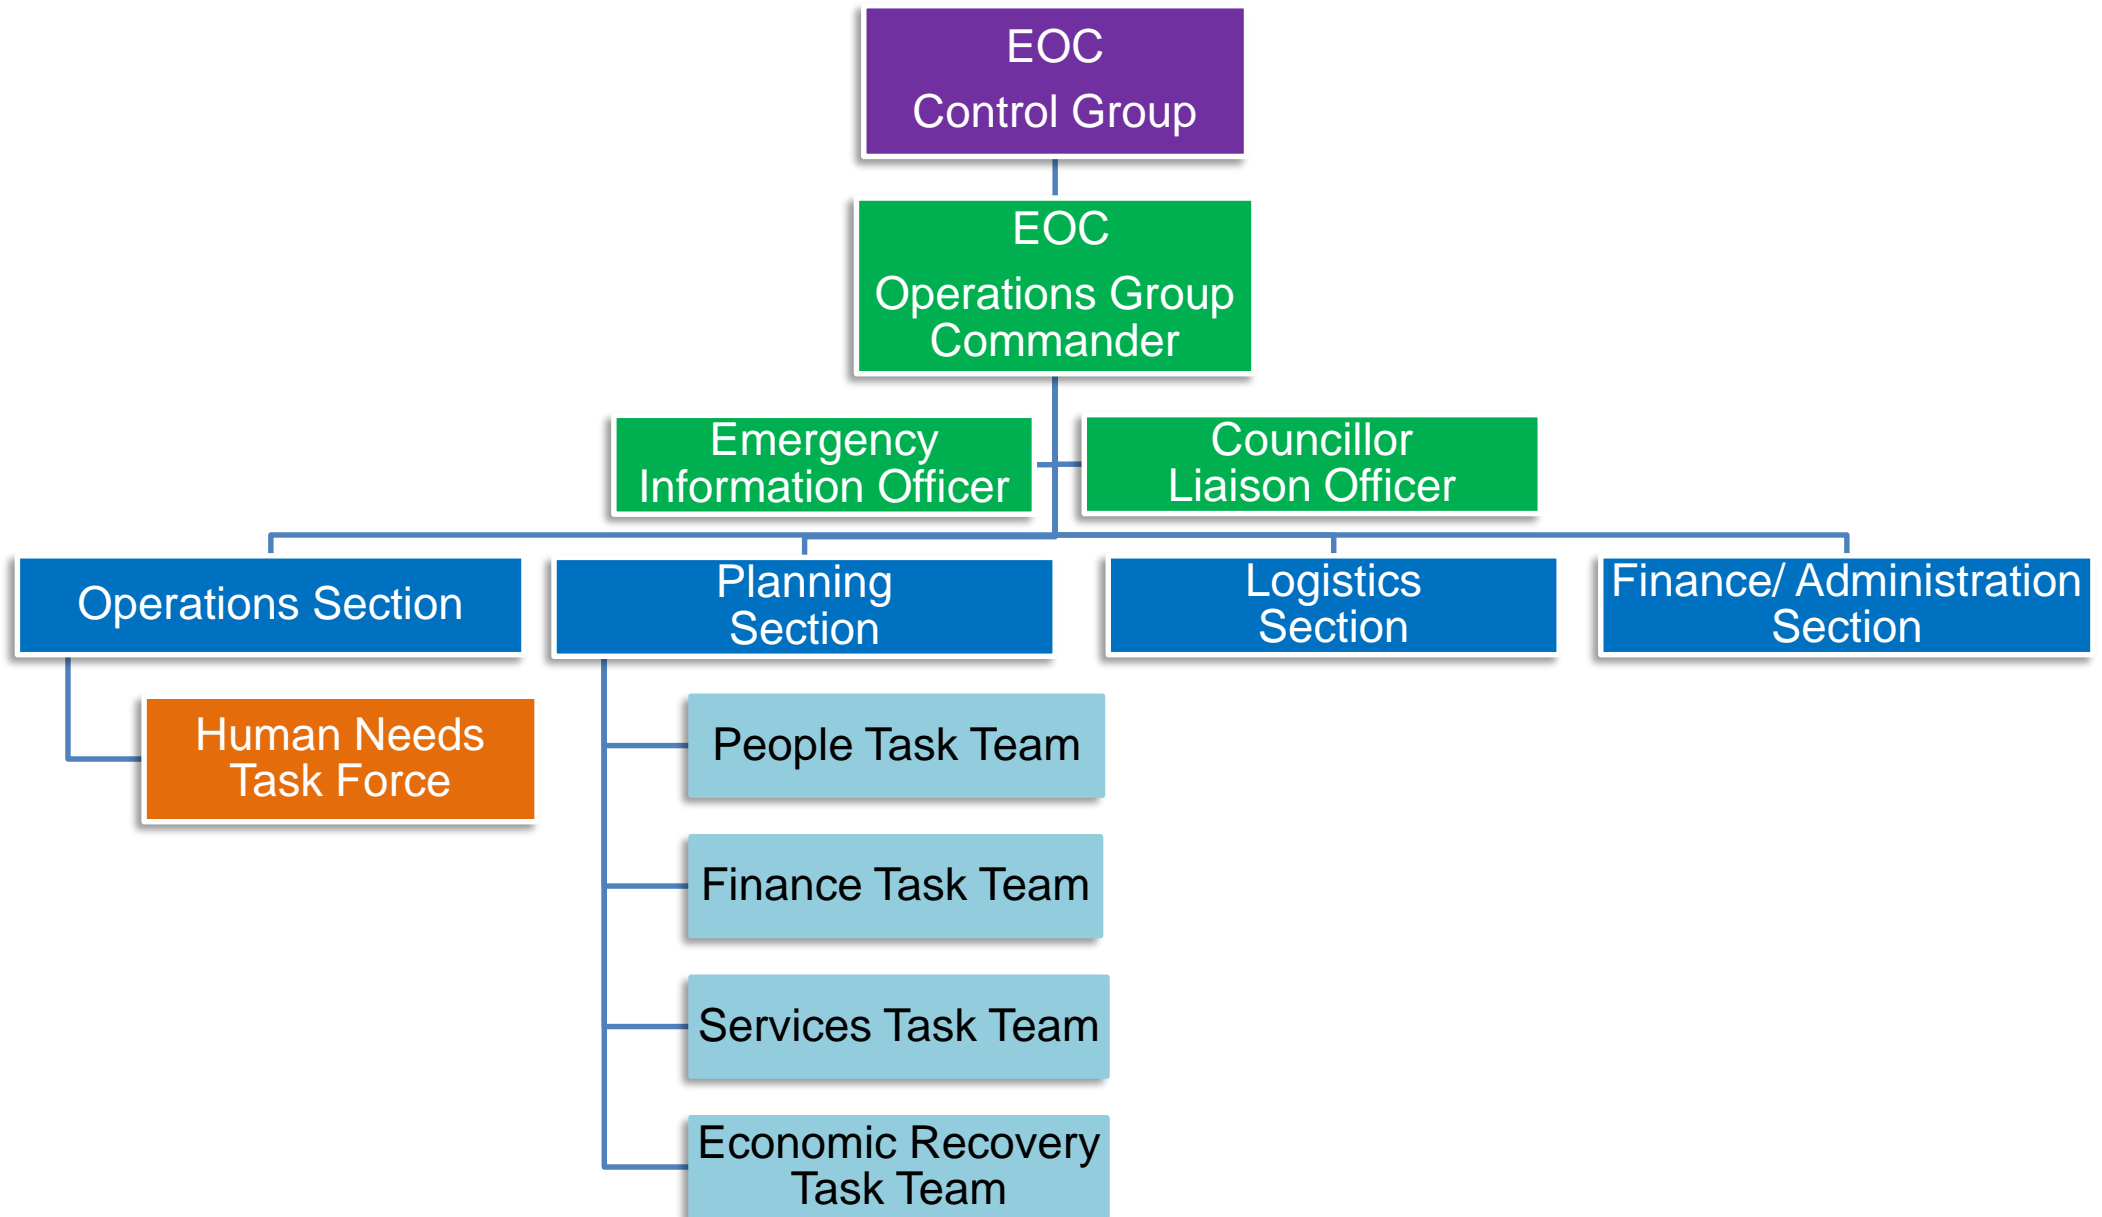 EOC
Control Group
EOC
Operations Group
Commander
Emergency
Information Officer
Councillor
Liaison Officer
Operations Section
Planning
Section
Logistics
Section
Finance/ Administration
Section
Human Needs
Task Force
People Task Team
Finance Task Team
Services Task Team
Economic Recovery
Task Team